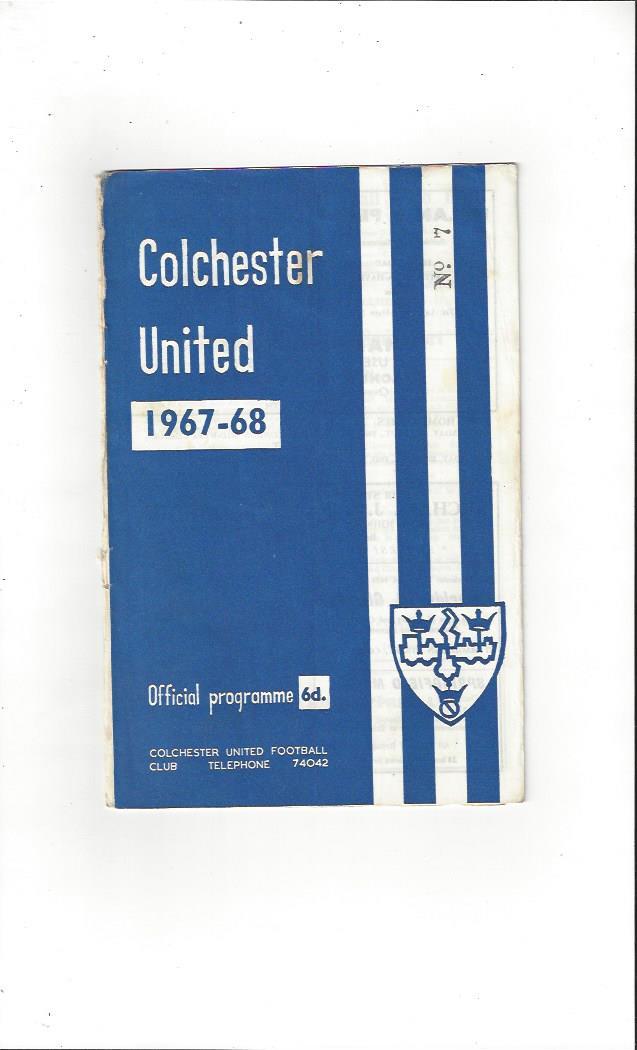 Colchester
United
1967-68
No. 7
Official programme 6d.
COLCHESTER UNITED FOOTBALL
CLUB TELEPHONE 74042